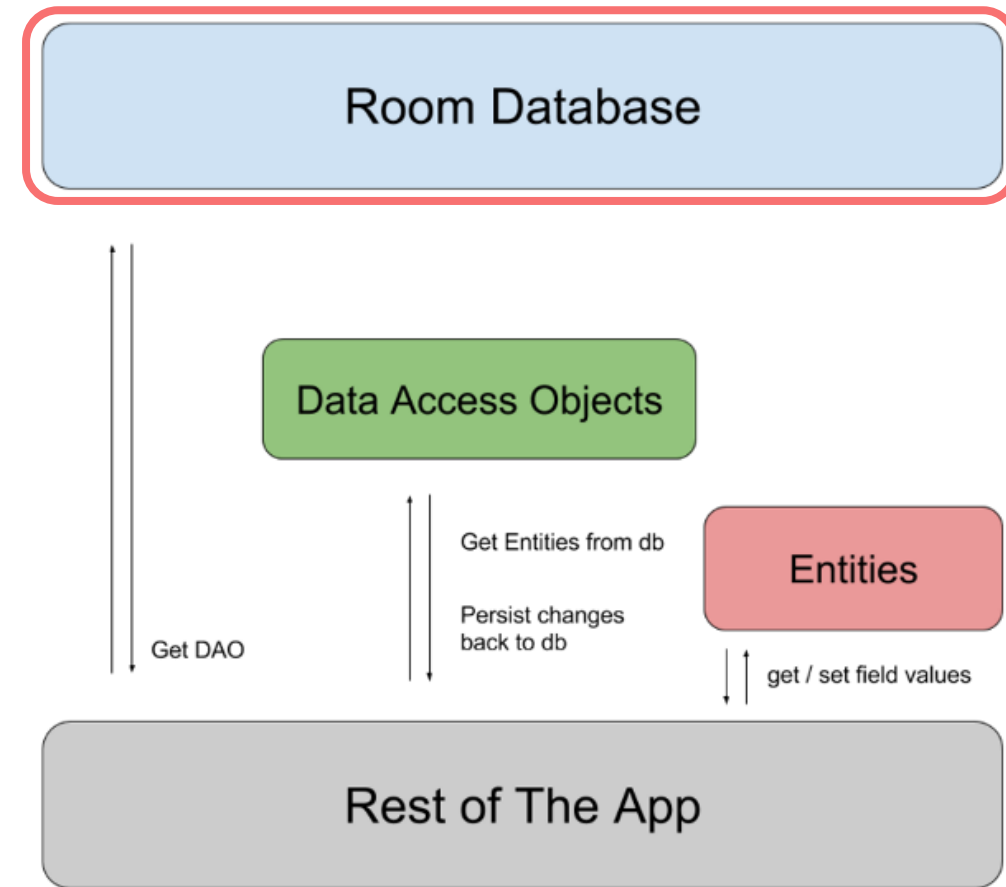 Room Database
Data Access Objects
Get Entities from db
Entities
Persist changes
back to db
Get DAO
get / set field values
Rest of The App